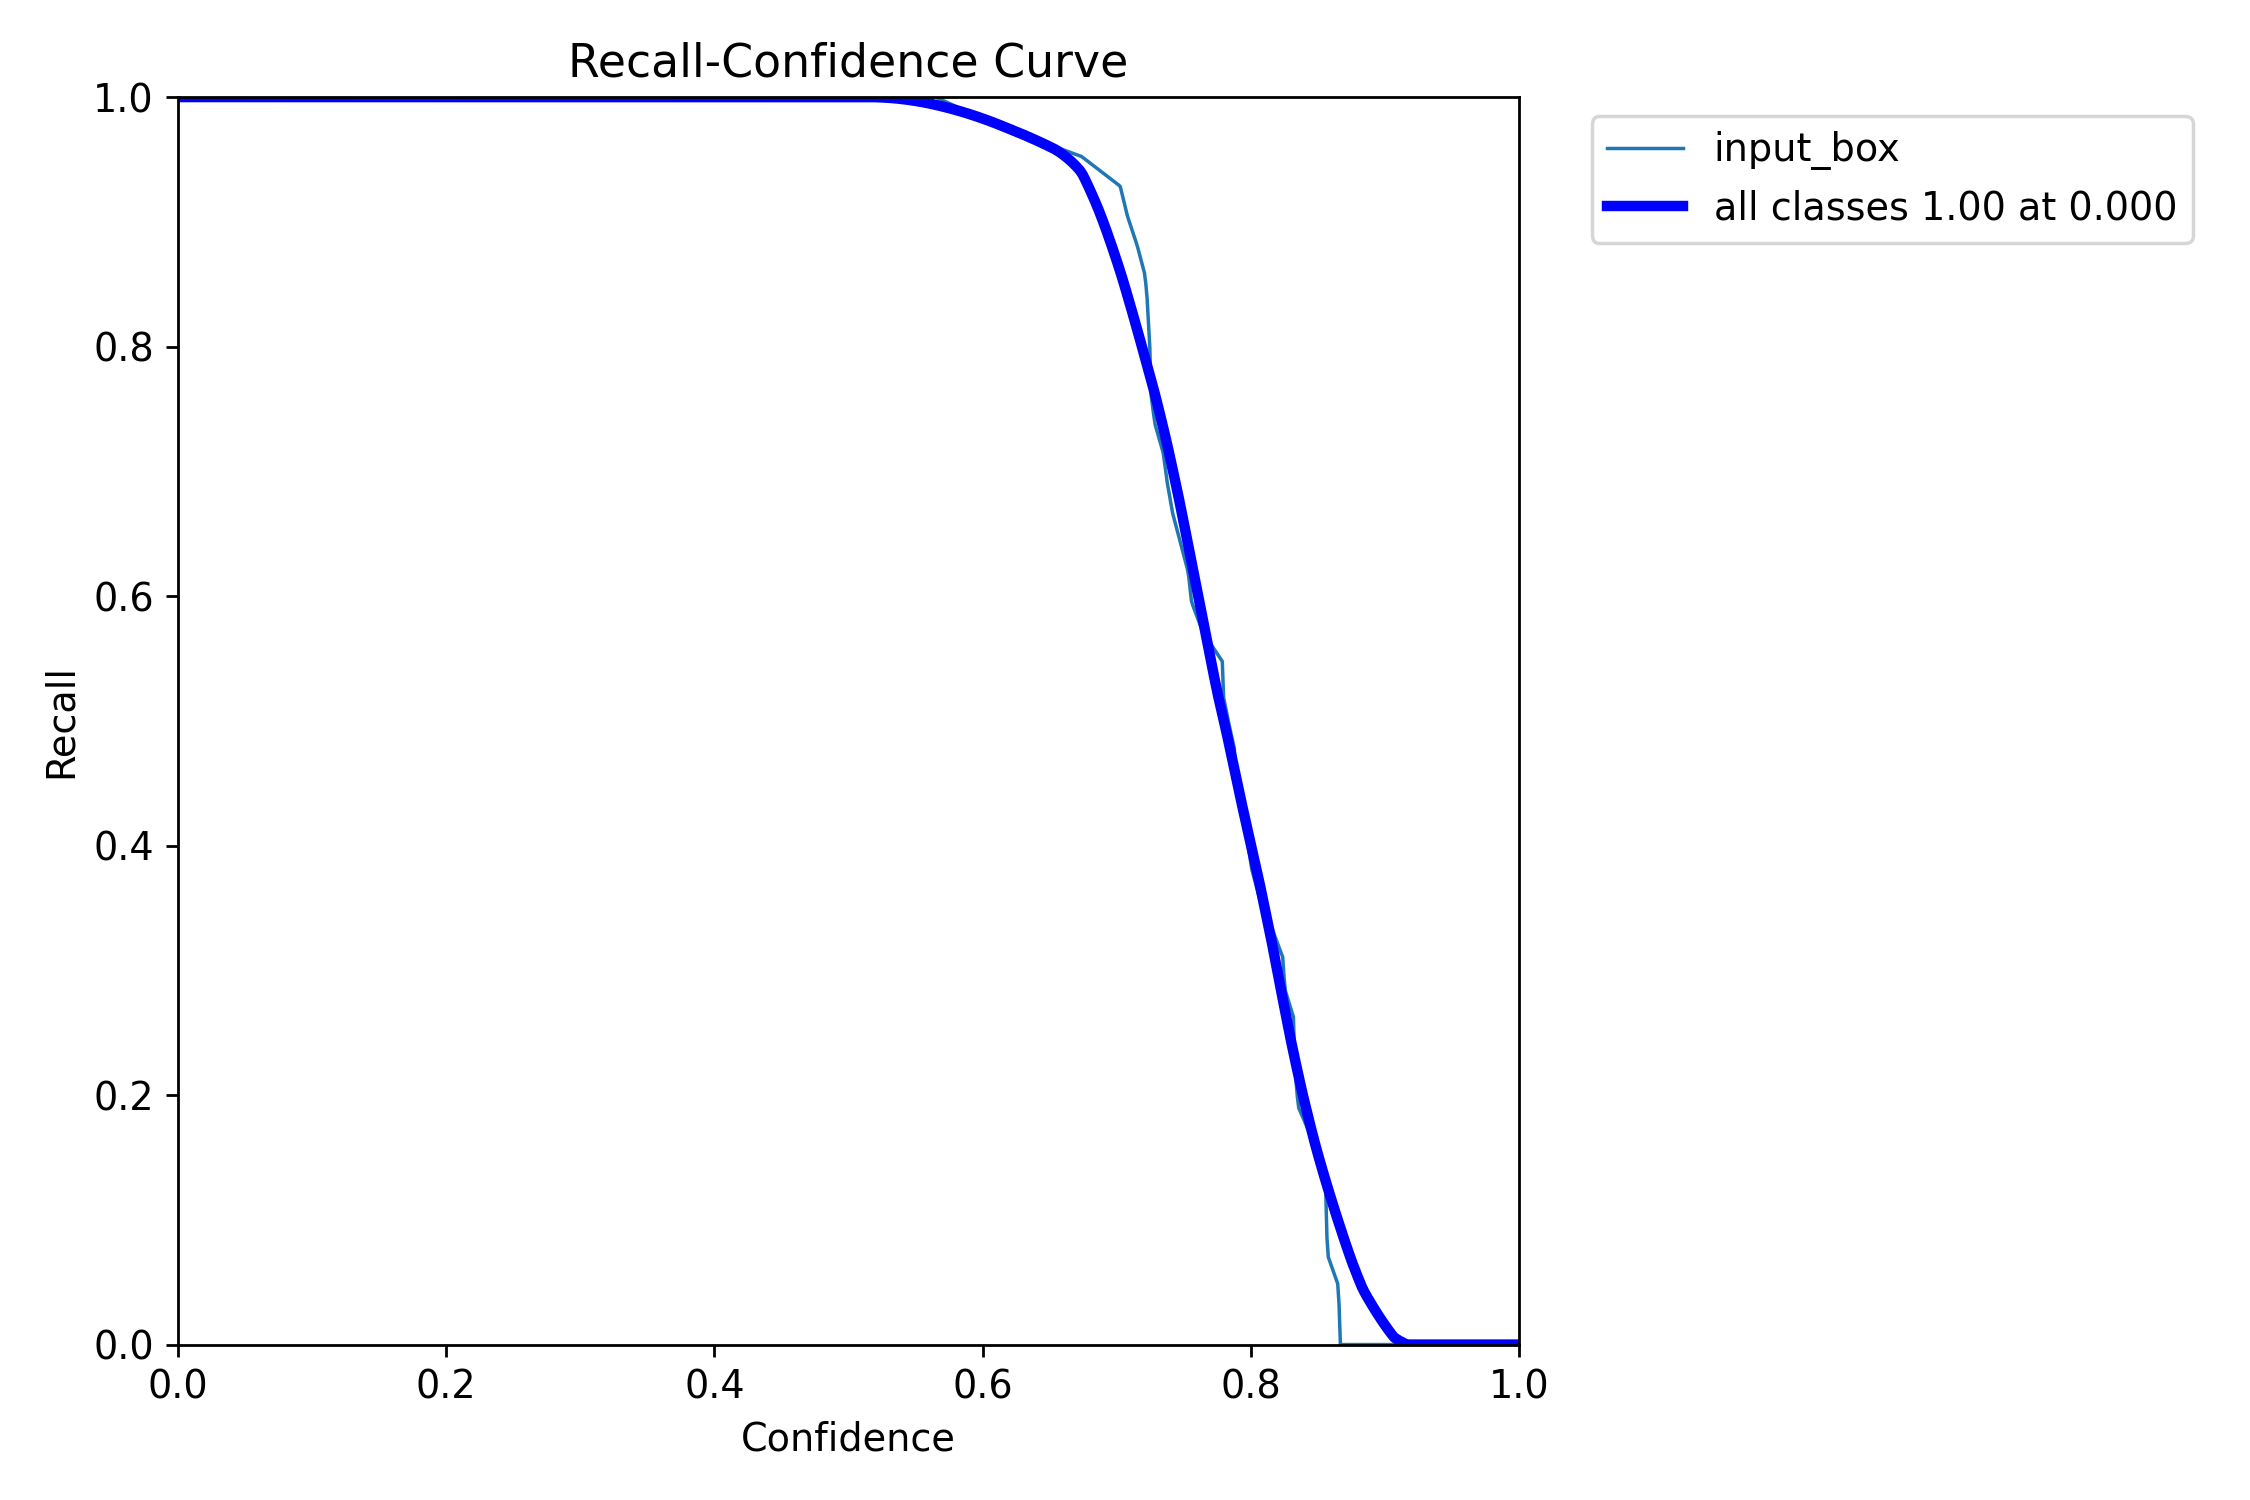 Recall-Confidence Curve
1.0
0.8
0.6
0.4
0.2
0.0
Recall
0.0 0.2 0.4 0.6 0.8 1.0
Confidence
input_box
all classes 1.00 at 0.000